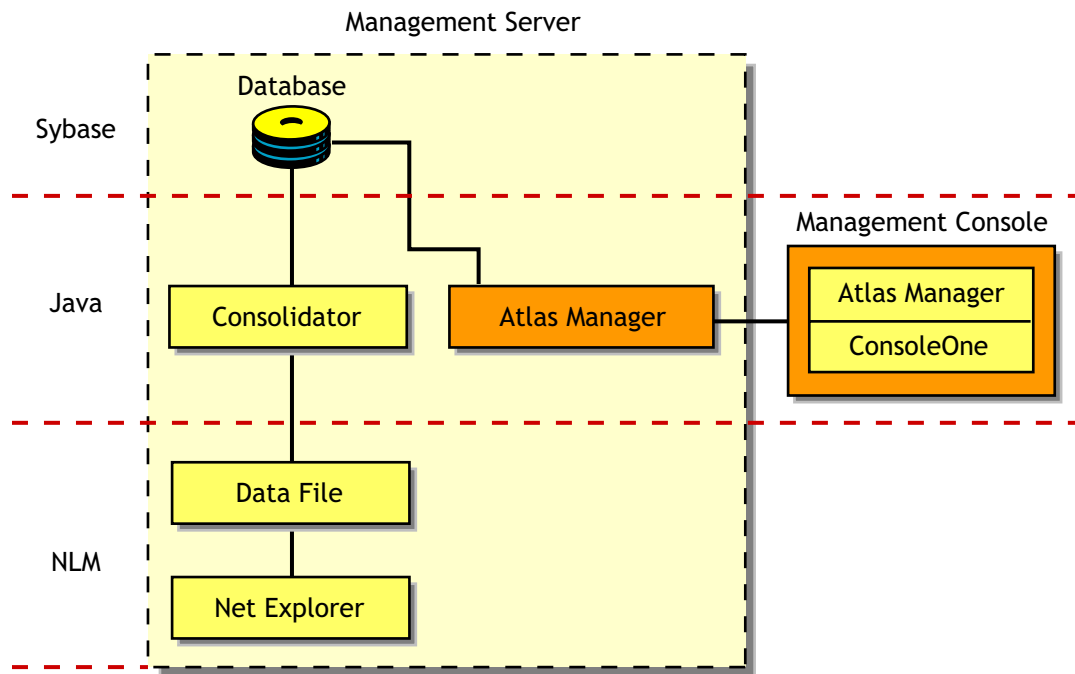 Management Server
Database
Sybase
Management Console
Java
Consolidator
Atlas Manager
Atlas Manager
ConsoleOne
Data File
NLM
Net Explorer